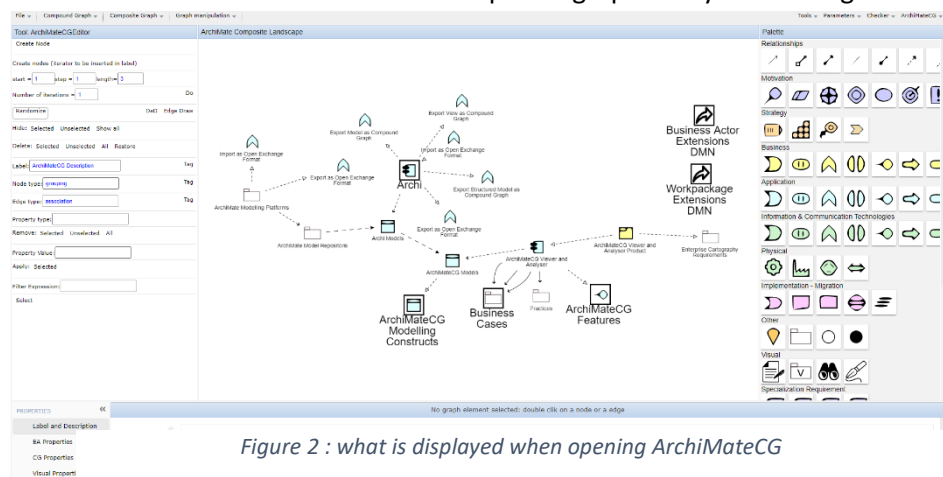 File Compound Graph Composite Graph Graph manipulation Tools Parameters Checker ArchiMateCG
Tool: ArchiMateCGEditor
Create Node
Create nodes (iterator to be inserted in label)
start = 1 step = 1 length= 3
Number of iterations = 1 Do
Randomize DnD Edge Draw
Hide: Selected Unselected Show all
Delete: Selected Unselected All Restore
Label: ArchiMateCG Description Tag
Node type: grouping Tag
Edge type: association Tag
Property type:
Remove: Selected Unselected All
Property Value:
Apply: Selected
Filter Expression:
Select
ArchiMate Composite Landscape
Export View as Compound
Graph
Export Model as Compound
Graph
Import as Open Exchange
Format
Import as Open Exchange
Format
Export as Open Exchange
Format
Archi
Export Structured Model as
Compound Graph
ArchiMate Modelling Platforms
Export as Open Exchange
Format
ArchiMate Model Repositories
Archi Models
ArchiMateCG Models
ArchiMateCG Viewer and
Analyser
ArchiMateCG Viewer and
Analyser Product
Enterprise Cartography
Requirements
Business Actor
Extensions
DMN
Workpackage
Extensions
DMN
ArchiMateCG
Modelling
Constructs
Business
Cases
Practices
ArchiMateCG
Features
Palette
Relationships
Motivation
Strategy
Business
Application
Information & Communication Technologies
Physical
Implementation - Migration
Other
Visual
V
Specialization Requirement
PROPERTIES «
No graph element selected: double clik on a node or a edge
Label and Description
EA Properties
CG Properties
Visual Properti
Figure 2 : what is displayed when opening ArchiMateCG